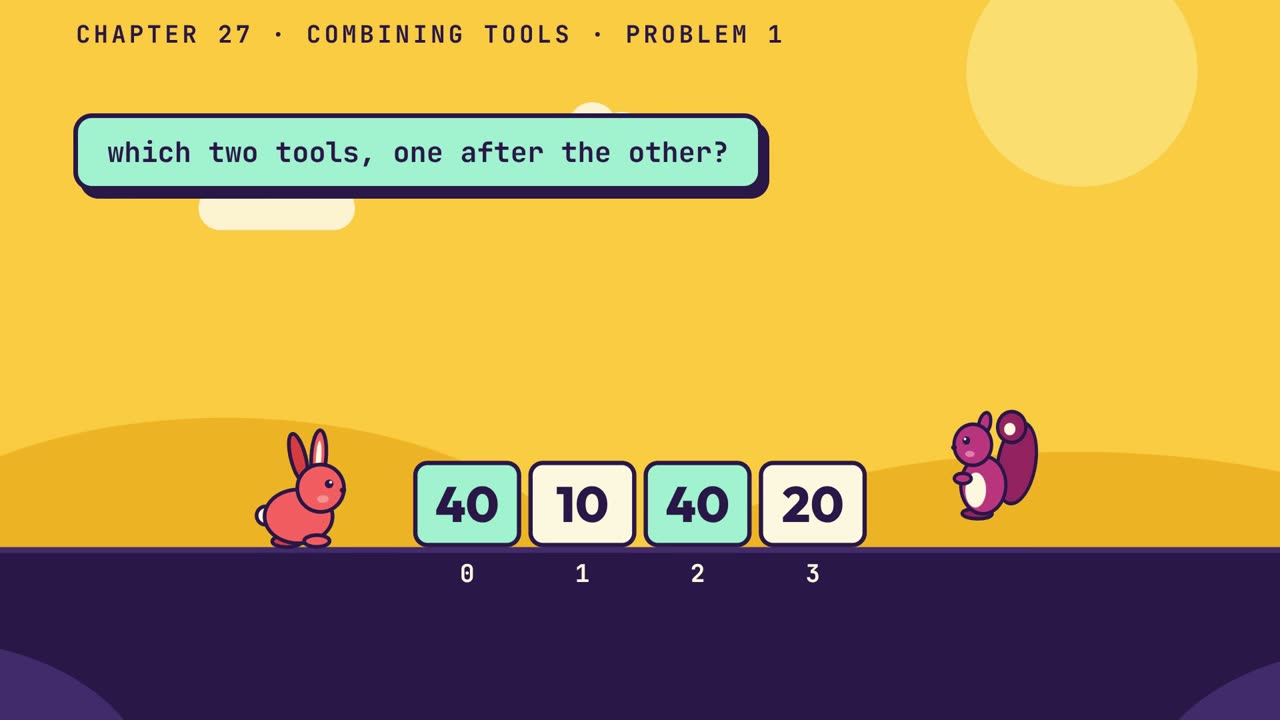 CHAPTER 27 · COMBINING TOOLS · PROBLEM 1
which two tools, one after the other?
40 10 40 20
0 1 2 3